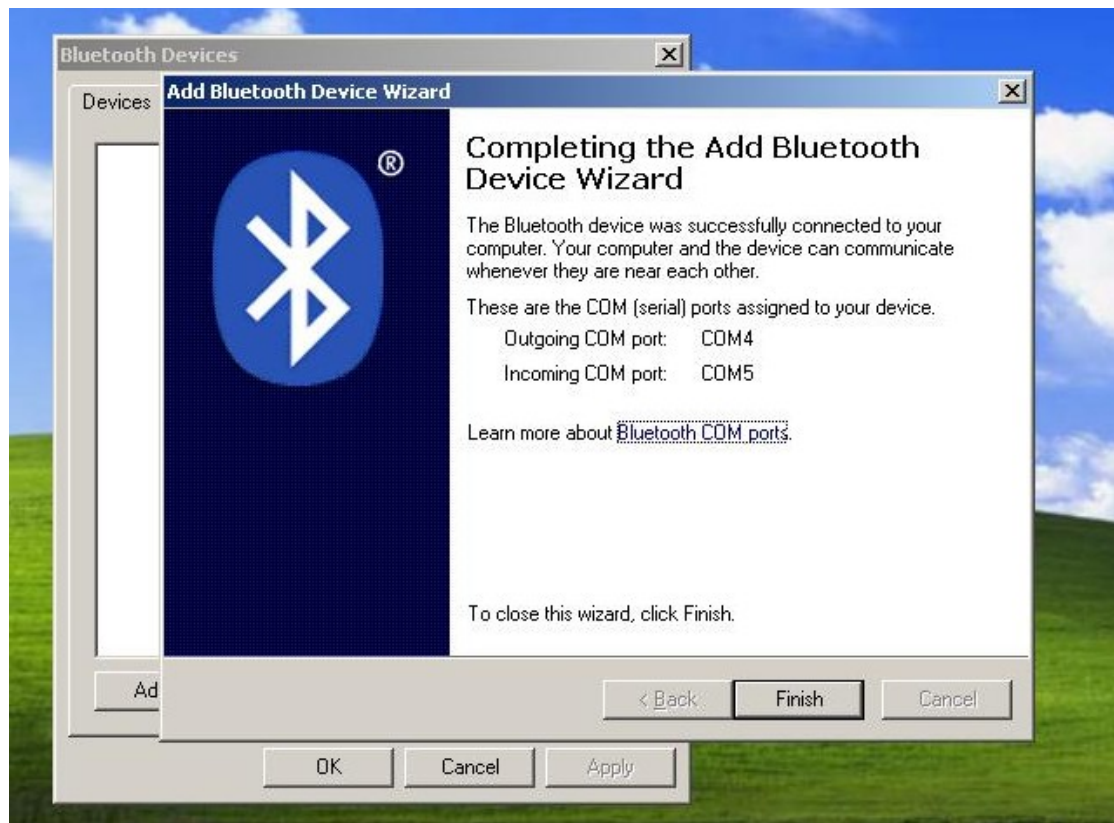 Bluetooth Devices
Add Bluetooth Device Wizard
Devices
®
Completing the Add Bluetooth
Device Wizard
The Bluetooth device was successfully connected to your
computer. Your computer and the device can communicate
whenever they are near each other.
These are the COM (serial) ports assigned to your device.
Outgoing COM port: COM4
Incoming COM port: COM5
Learn more about Bluetooth COM ports.
To close this wizard, click Finish.
Ad
< Back Finish Cancel
OK Cancel Apply